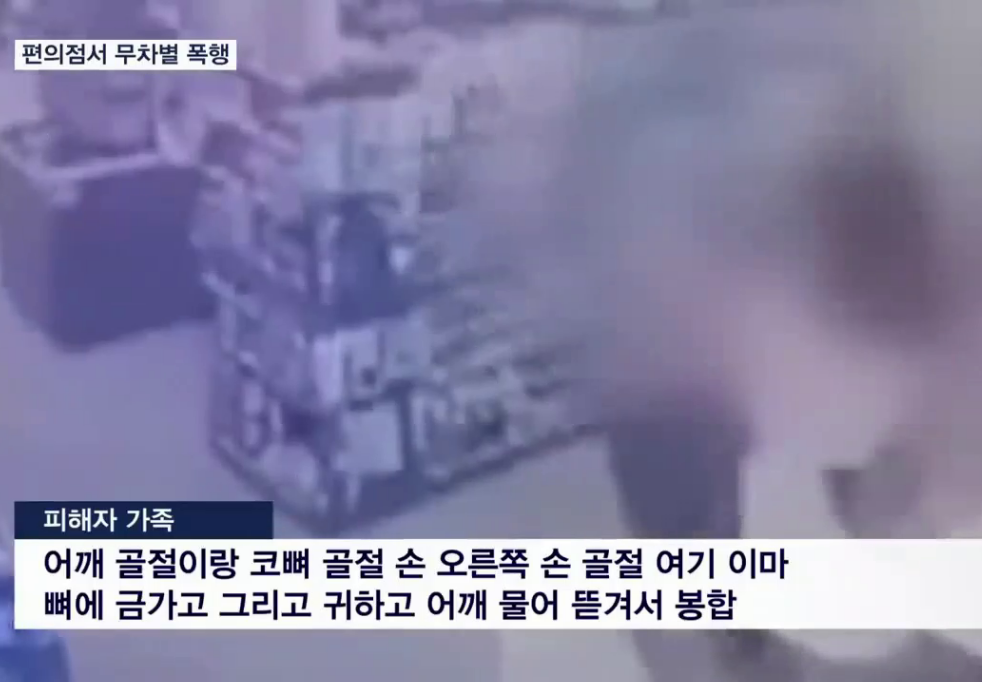 편의점서 무차별 폭행
피해자 가족
어깨 골절이랑 코뼈 골절 손 오른쪽 손 골절 여기 이마
뼈에 금가고 그리고 귀하고 어깨 물어 뜯겨서 봉합